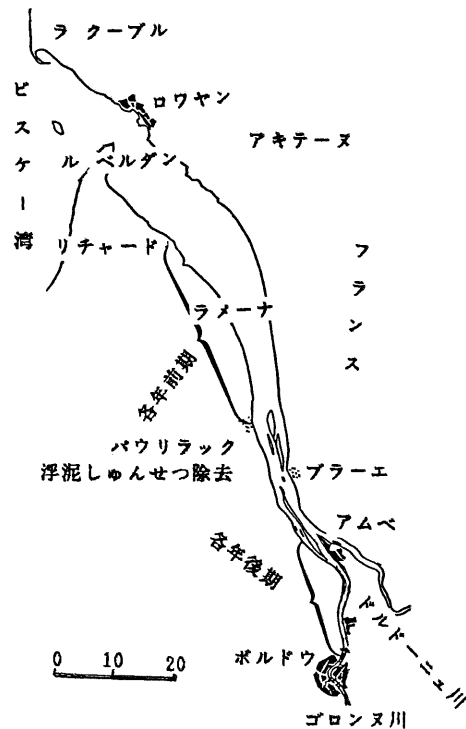 ラ クーブル
ロワヤン
ビスケー湾
アキテーヌ
ル ベルダン
リチャード
フランス
ラメーナ
各年前期
パウリラック
浮泥しゅんせつ除去
ブラーエ
アムベ
各年後期
ドルドーニュ川
0 10 20
ボルドウ
ゴロンヌ川